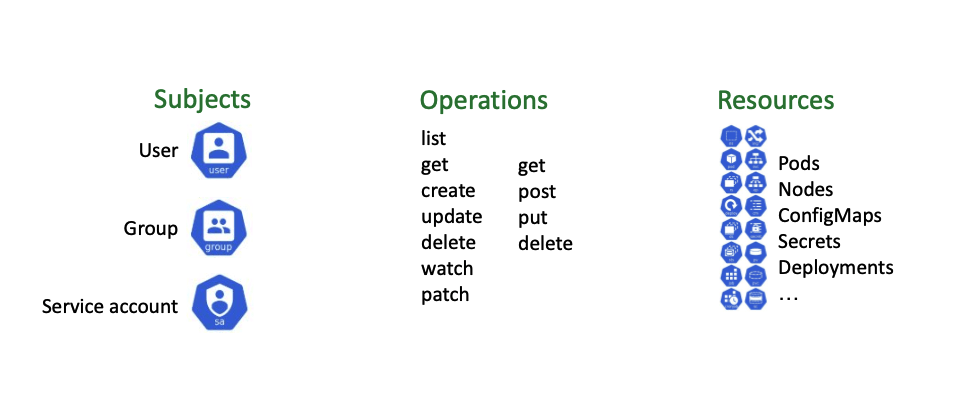 Subjects
User
user
Group
group
Service account
sa
Operations
list
get
create
update
delete
watch
patch
get
post
put
delete
Resources
Pods
Nodes
ConfigMaps
Secrets
Deployments
...